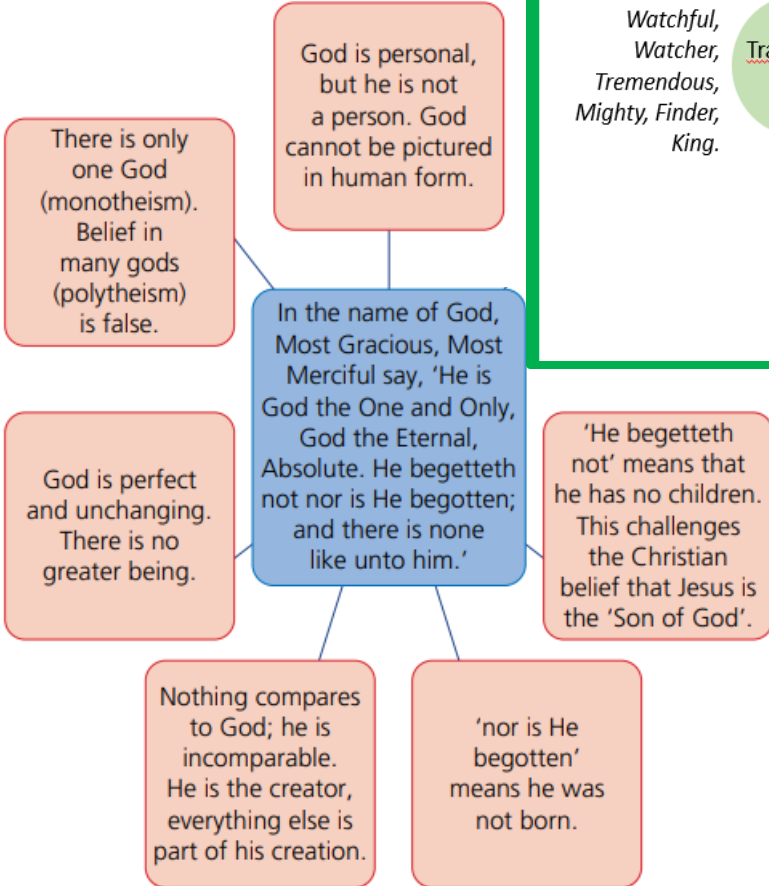 God is personal,
but he is not
a person. God
cannot be pictured
in human form.
Watchful,
Watcher,
Tremendous,
Mighty, Finder,
King.
There is only
one God
(monotheism).
Belief in
many gods
(polytheism)
is false.
In the name of God,
Most Gracious, Most
Merciful say, ‘He is
God the One and Only,
God the Eternal,
Absolute. He begetteth
not nor is He begotten;
and there is none
like unto him.’
God is perfect
and unchanging.
There is no
greater being.
‘He begetteth
not’ means that
he has no children.
This challenges
the Christian
belief that Jesus is
the ‘Son of God’.
Nothing compares
to God; he is
incomparable.
He is the creator,
everything else is
part of his creation.
‘nor is He
begotten’
means he was
not born.